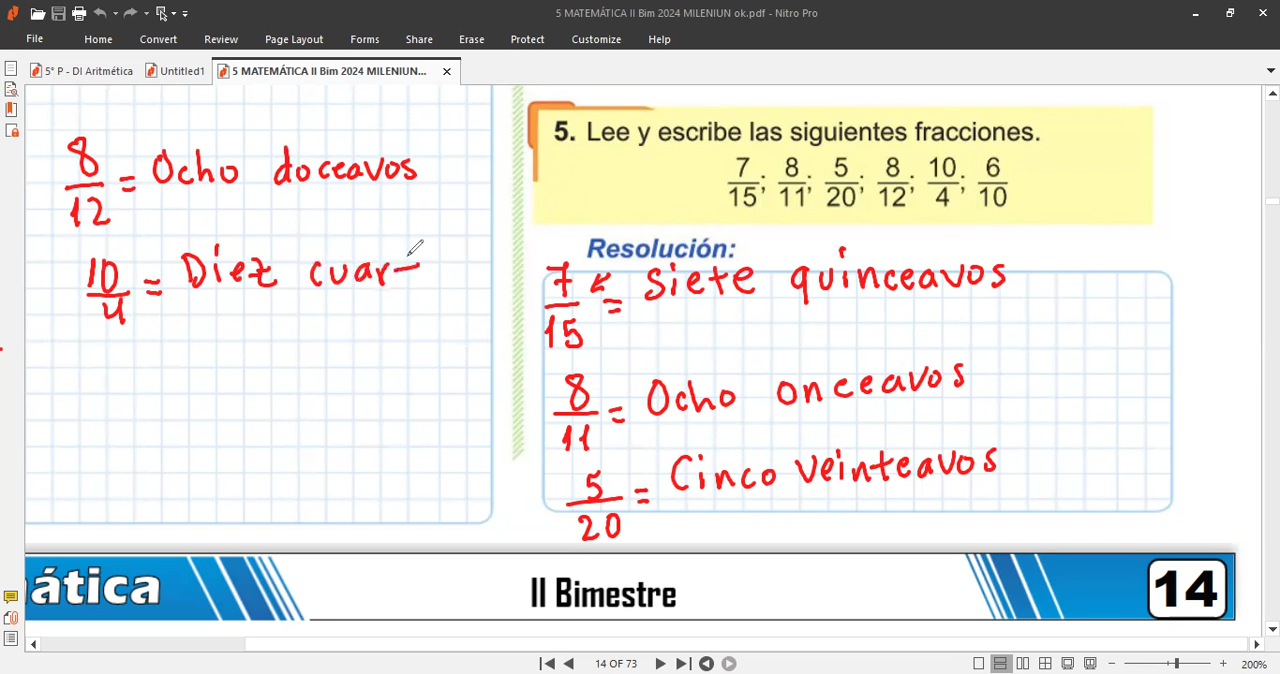 5 MATEMÁTICA II Bim 2024 MILENIUN ok.pdf - Nitro Pro
File Home Convert Review Page Layout Forms Share Erase Protect Customize Help
5° P - DI Aritmética Untitled1 5 MATEMÁTICA II Bim 2024 MILENIUN...
8/12 = Ocho doceavos
10/4 = Diez cuar
5. Lee y escribe las siguientes fracciones.
7/15; 8/11; 5/20; 8/12; 10/4; 6/10
Resolución:
7/15 = siete quinceavos
8/11 = Ocho onceavos
5/20 = Cinco veinteavos
ática
II Bimestre
14
14 OF 73
200%